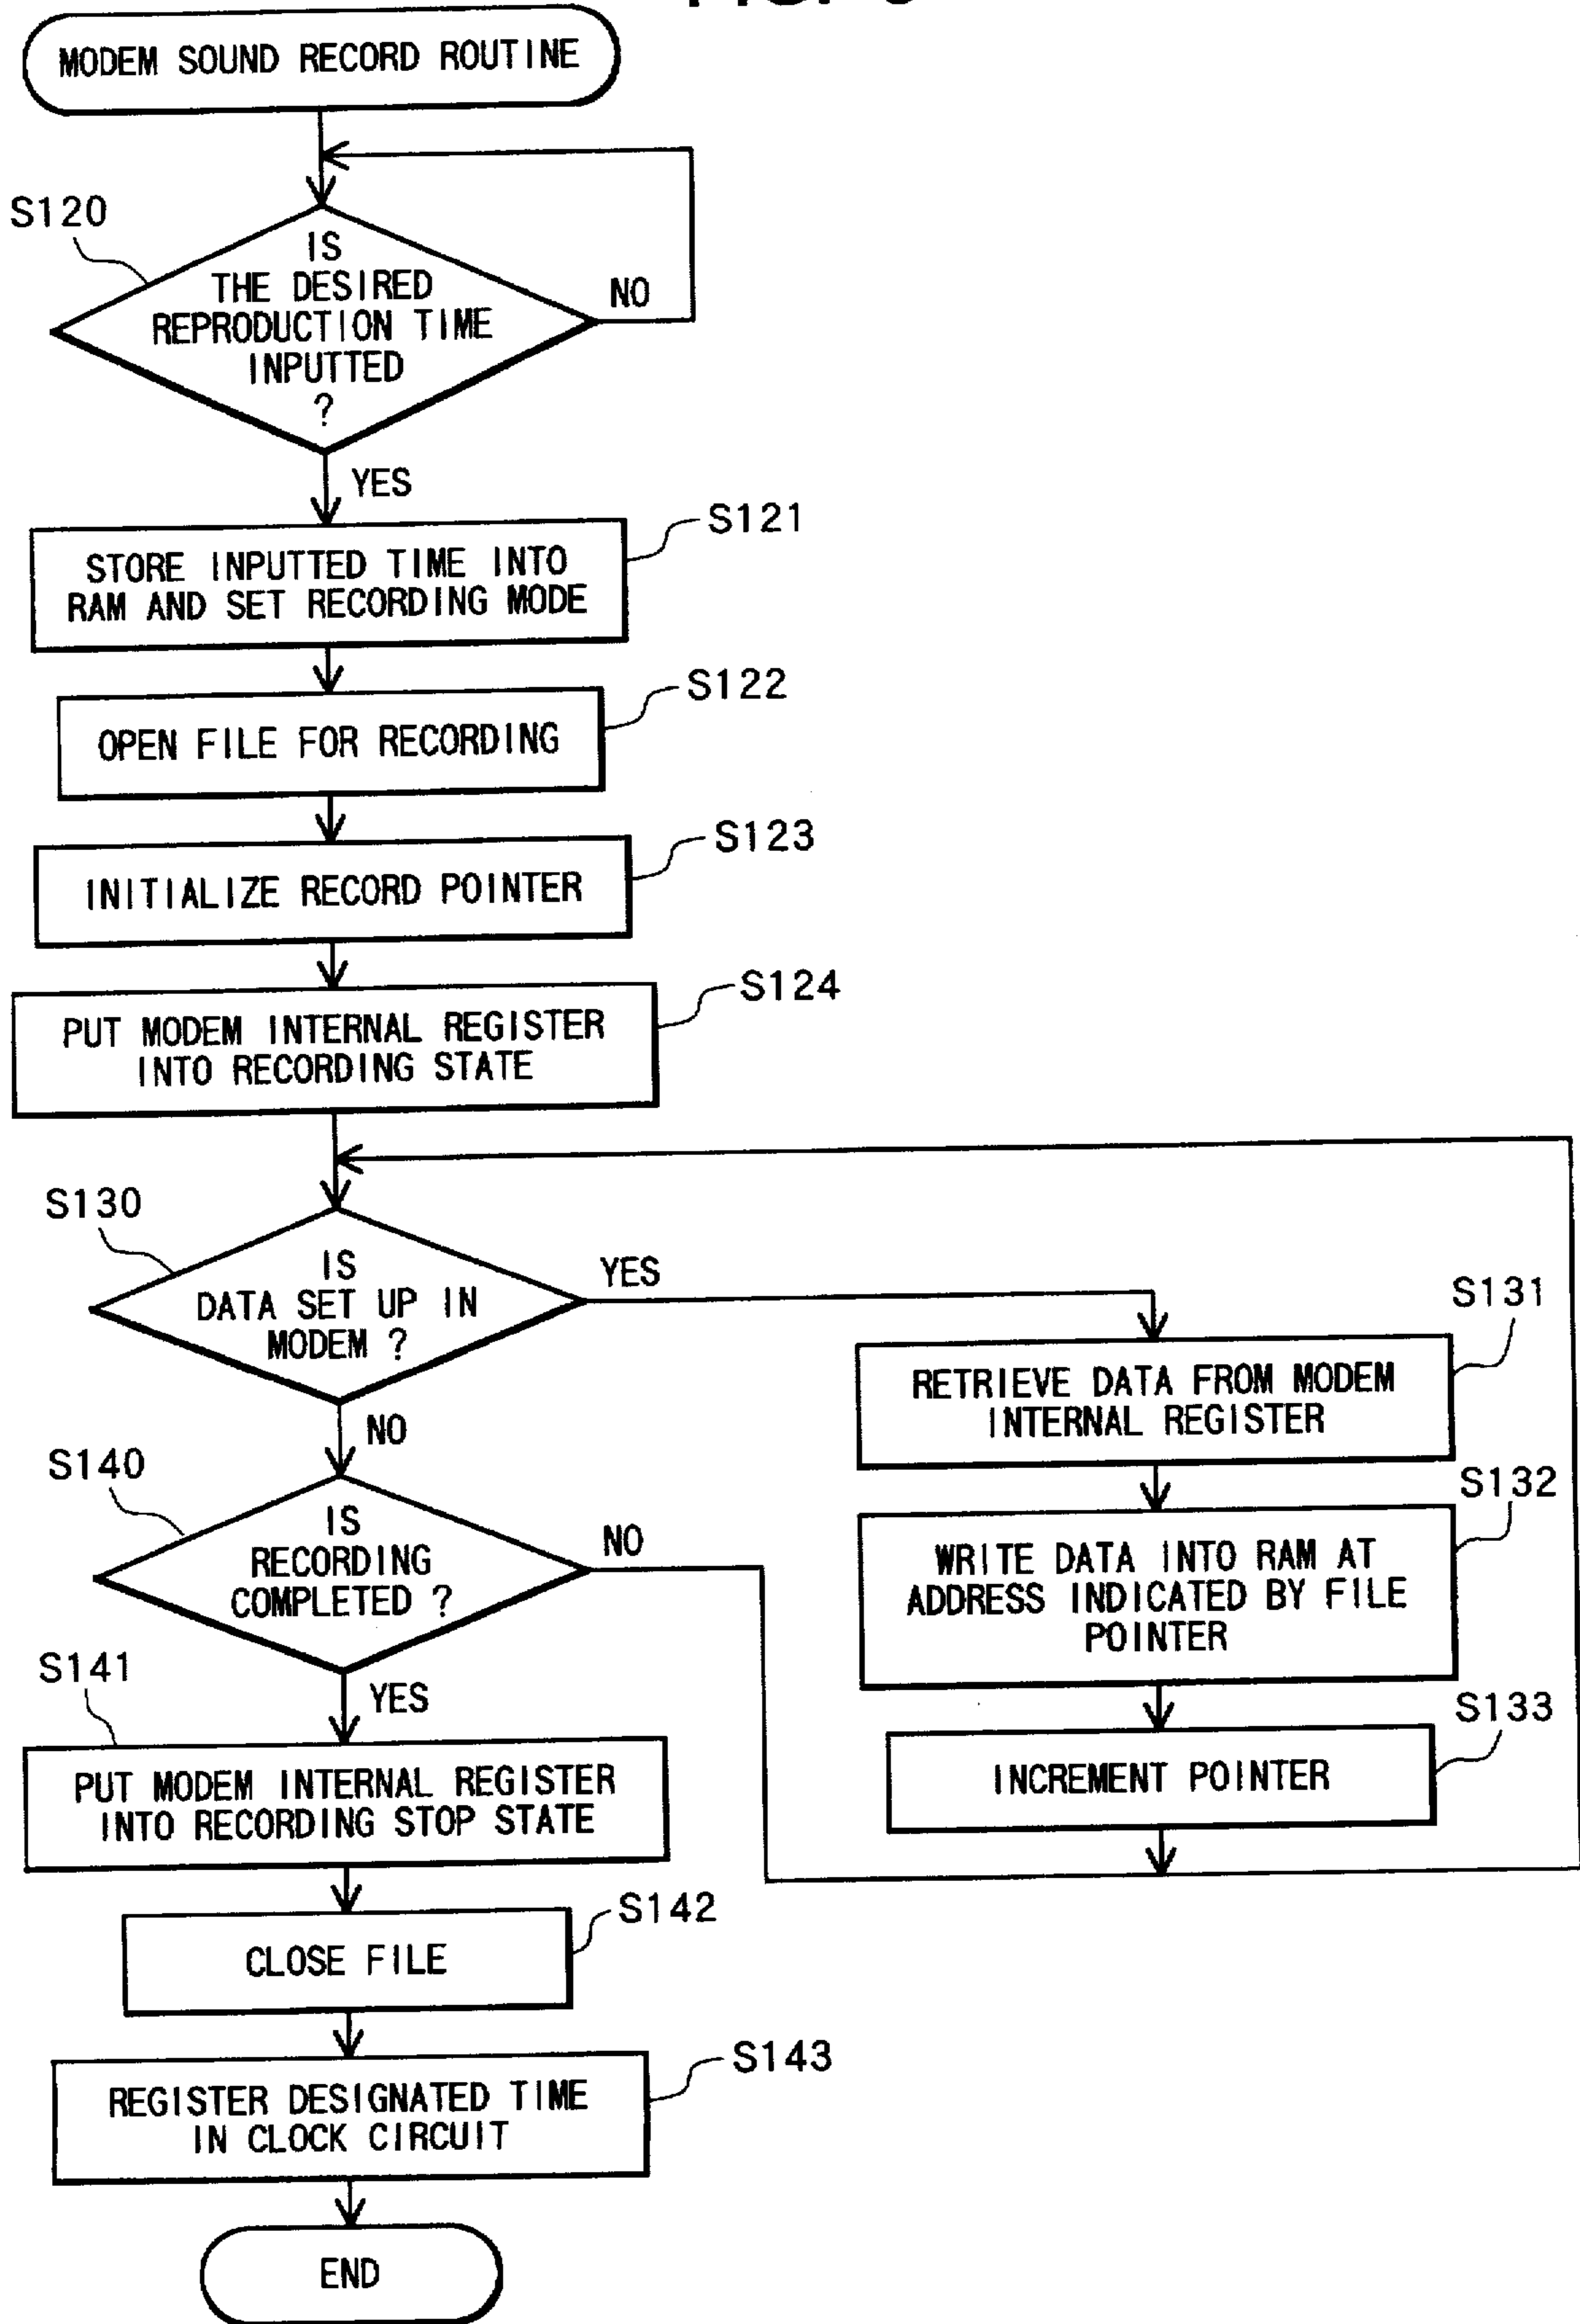 MODEM SOUND RECORD ROUTINE
S120
IS
THE DESIRED
REPRODUCTION TIME
INPUTTED
?
NO
YES
S121
STORE INPUTTED TIME INTO
RAM AND SET RECORDING MODE
S122
OPEN FILE FOR RECORDING
S123
INITIALIZE RECORD POINTER
S124
PUT MODEM INTERNAL REGISTER
INTO RECORDING STATE
S130
IS
DATA SET UP IN
MODEM ?
YES
NO
S131
RETRIEVE DATA FROM MODEM
INTERNAL REGISTER
S132
WRITE DATA INTO RAM AT
ADDRESS INDICATED BY FILE
POINTER
S133
INCREMENT POINTER
S140
IS
RECORDING
COMPLETED ?
NO
YES
S141
PUT MODEM INTERNAL REGISTER
INTO RECORDING STOP STATE
S142
CLOSE FILE
S143
REGISTER DESIGNATED TIME
IN CLOCK CIRCUIT
END